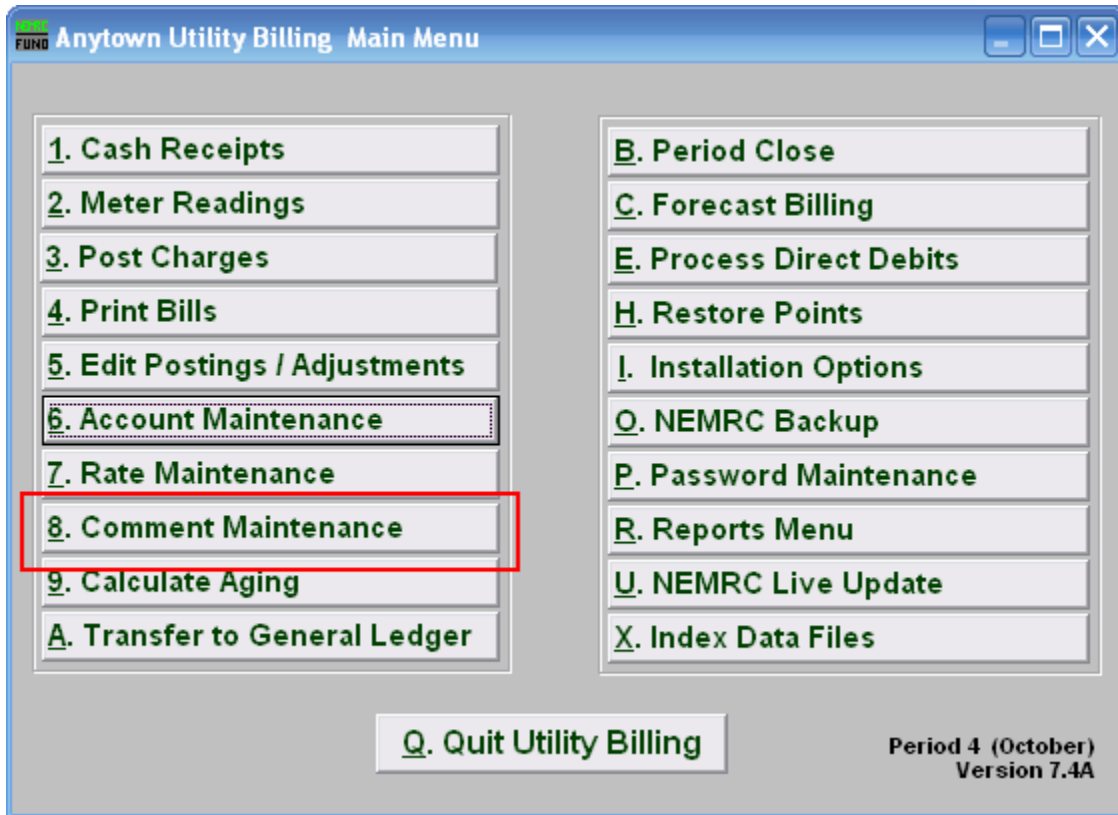 NEMRC
FUND
Anytown Utility Billing Main Menu
1. Cash Receipts
2. Meter Readings
3. Post Charges
4. Print Bills
5. Edit Postings / Adjustments
6. Account Maintenance
7. Rate Maintenance
8. Comment Maintenance
9. Calculate Aging
A. Transfer to General Ledger
B. Period Close
C. Forecast Billing
E. Process Direct Debits
H. Restore Points
I. Installation Options
O. NEMRC Backup
P. Password Maintenance
R. Reports Menu
U. NEMRC Live Update
X. Index Data Files
Q. Quit Utility Billing
Period 4 (October)
Version 7.4A